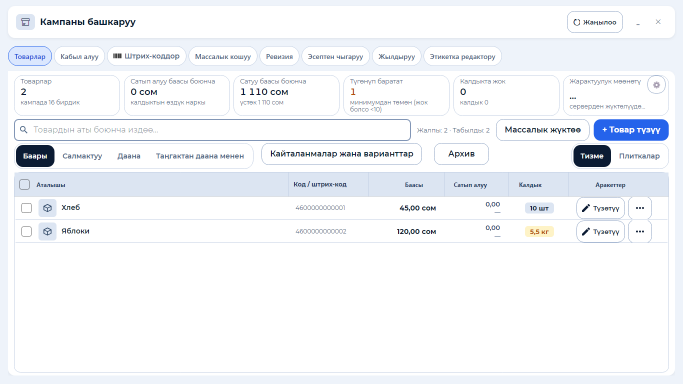 Кампаны башкаруу
Жаңылоо
Товарлар
Кабыл алуу
Штрих-коддор
Массалык кошуу
Ревизия
Эсептен чыгаруу
Жылдыруу
Этикетка редактору
Товарлар
2
кампада 16 бирдик
Сатып алуу баасы боюнча
0 сом
калдыктын өздүк наркы
Сатуу баасы боюнча
1 110 сом
үстөк 1 110 сом
Түгөнүп баратат
1
минимумдан төмөн (жок
болсо <10)
Калдыкта жок
0
калдык 0
Жарактуулук мөөнөтү
...
серверден жүктөлүүдө...
Товардын аты боюнча издөө...
Жалпы: 2 · Табылды: 2
Массалык жүктөө
+ Товар түзүү
Баары
Салмактуу
Даана
Таңгактан даана менен
Кайталанмалар жана варианттар
Архив
Тизме
Плиткалар
Аталышы
Код / штрих-код
Баасы
Сатып алуу
Калдык
Аракеттер
Хлеб
4600000000001
45,00 сом
0,00
—
10 шт
Түзөтүү
Яблоки
4600000000002
120,00 сом
0,00
—
5,5 кг
Түзөтүү